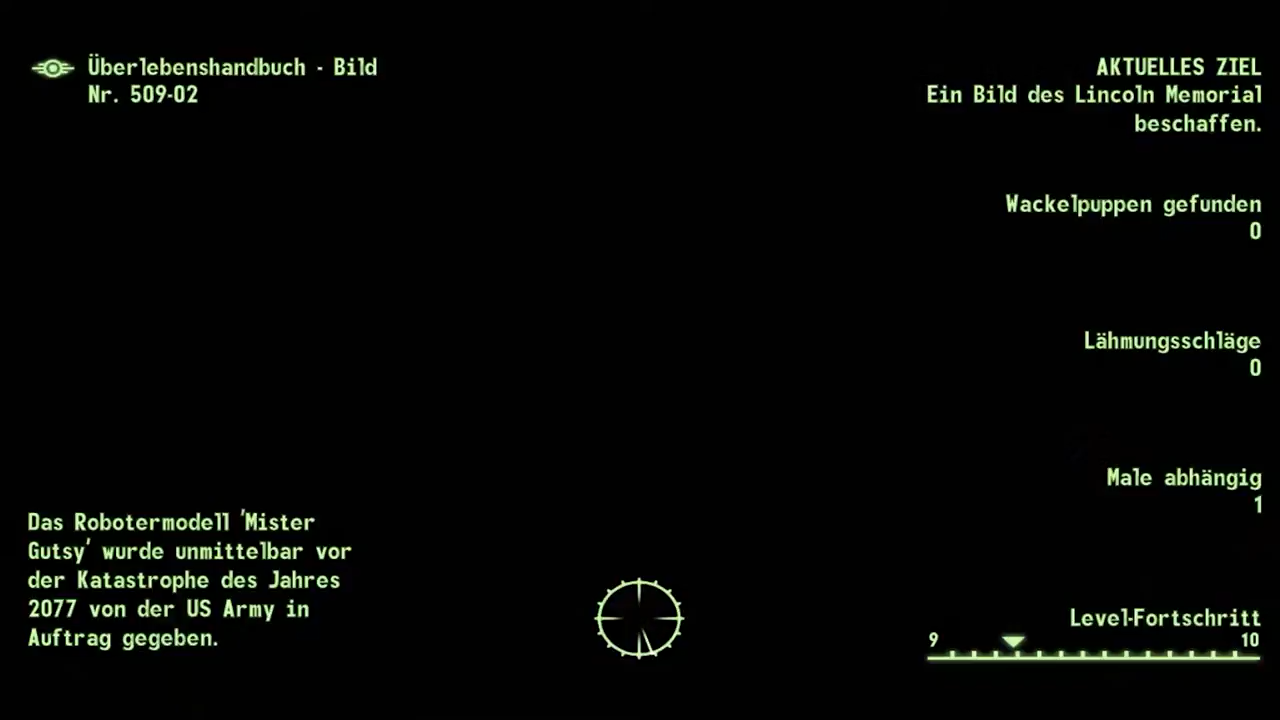 Überlebenshandbuch - Bild
Nr. 509-02
AKTUELLES ZIEL
Ein Bild des Lincoln Memorial
beschaffen.
Wackelpuppen gefunden
0
Lähmungsschläge
0
Male abhängig
1
Das Robotermodell 'Mister
Gutsy' wurde unmittelbar vor
der Katastrophe des Jahres
2077 von der US Army in
Auftrag gegeben.
Level-Fortschritt
9 10